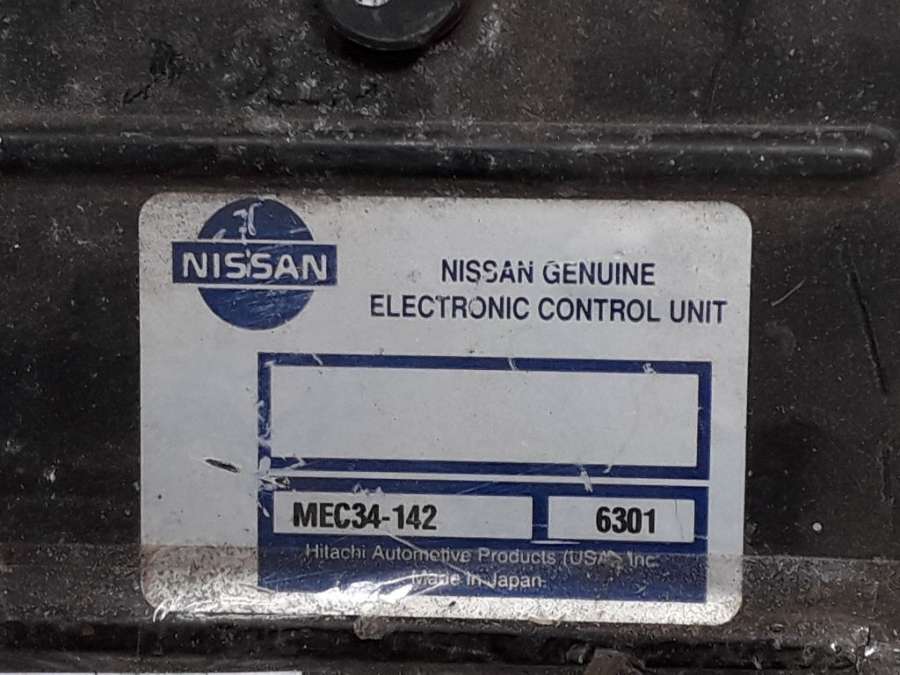 NISSAN
NISSAN GENUINE
ELECTRONIC CONTROL UNIT
MEC34-142
6301
Hitachi Automotive Products (USA), Inc.
Made in Japan